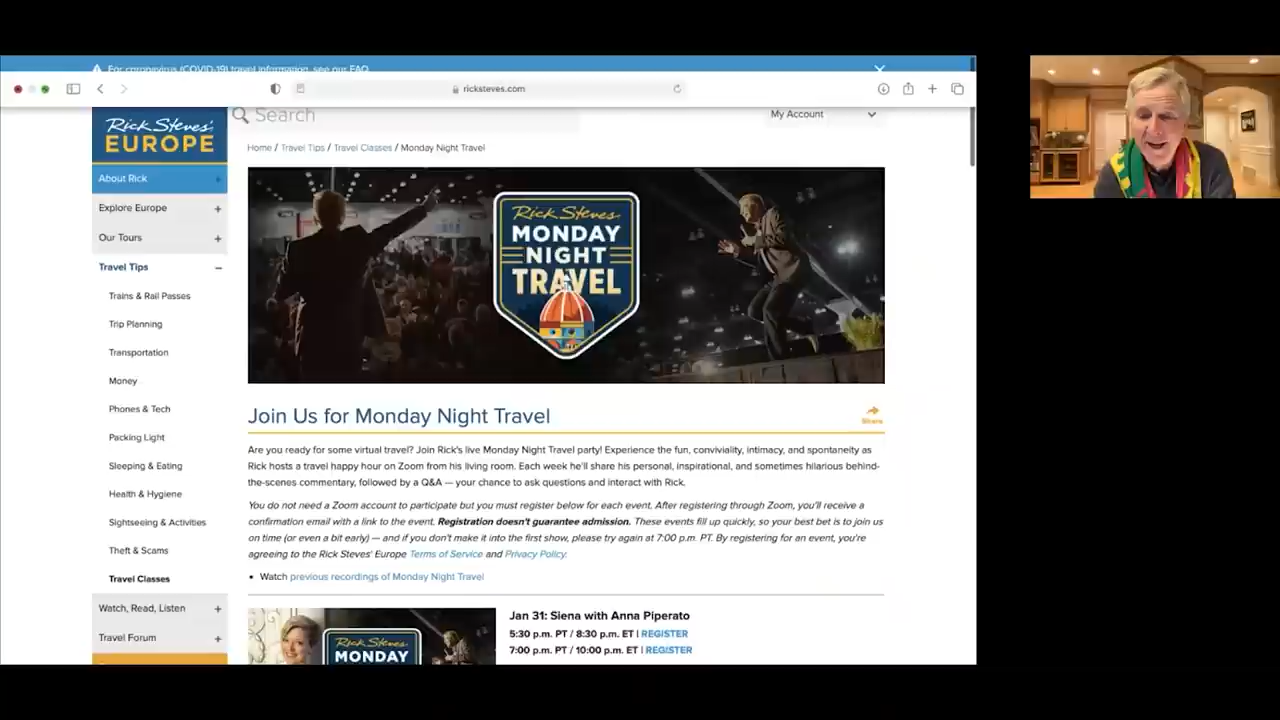 For coronavirus (COVID-19) travel information, see our FAQ
ricksteves.com
Rick Steves'
EUROPE
Search
My Account
Home / Travel Tips / Travel Classes / Monday Night Travel
About Rick
Explore Europe +
Our Tours +
Travel Tips –
Trains & Rail Passes
Trip Planning
Transportation
Money
Phones & Tech
Packing Light
Sleeping & Eating
Health & Hygiene
Sightseeing & Activities
Theft & Scams
Travel Classes
Watch, Read, Listen +
Travel Forum +
Rick Steves'
MONDAY
NIGHT
TRAVEL
Join Us for Monday Night Travel
Share
Are you ready for some virtual travel? Join Rick's live Monday Night Travel party! Experience the fun, conviviality, intimacy, and spontaneity as
Rick hosts a travel happy hour on Zoom from his living room. Each week he'll share his personal, inspirational, and sometimes hilarious behind-
the-scenes commentary, followed by a Q&A — your chance to ask questions and interact with Rick.
You do not need a Zoom account to participate but you must register below for each event. After registering through Zoom, you'll receive a
confirmation email with a link to the event. Registration doesn't guarantee admission. These events fill up quickly, so your best bet is to join us
on time (or even a bit early) — and if you don't make it into the first show, please try again at 7:00 p.m. PT. By registering for an event, you're
agreeing to the Rick Steves' Europe Terms of Service and Privacy Policy.
• Watch previous recordings of Monday Night Travel
Rick Steves'
MONDAY
Jan 31: Siena with Anna Piperato
5:30 p.m. PT / 8:30 p.m. ET | REGISTER
7:00 p.m. PT / 10:00 p.m. ET | REGISTER